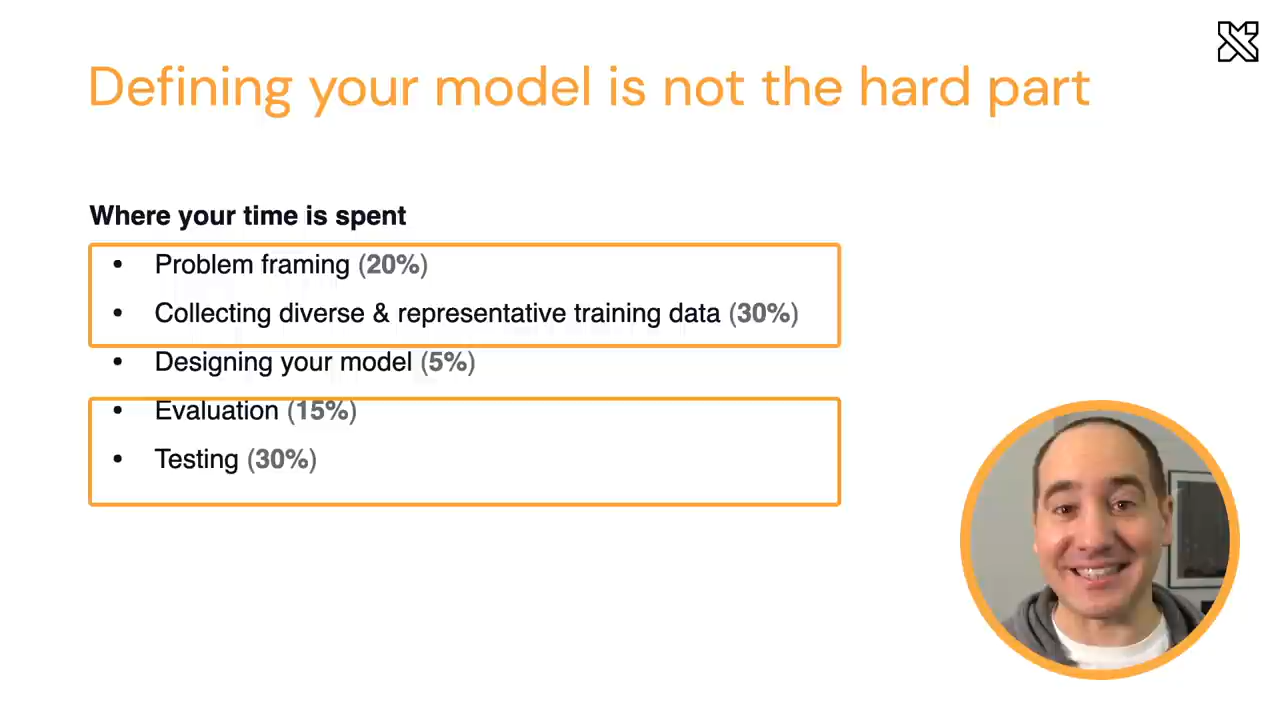 Defining your model is not the hard part
Where your time is spent
• Problem framing (20%)
• Collecting diverse & representative training data (30%)
• Designing your model (5%)
• Evaluation (15%)
• Testing (30%)